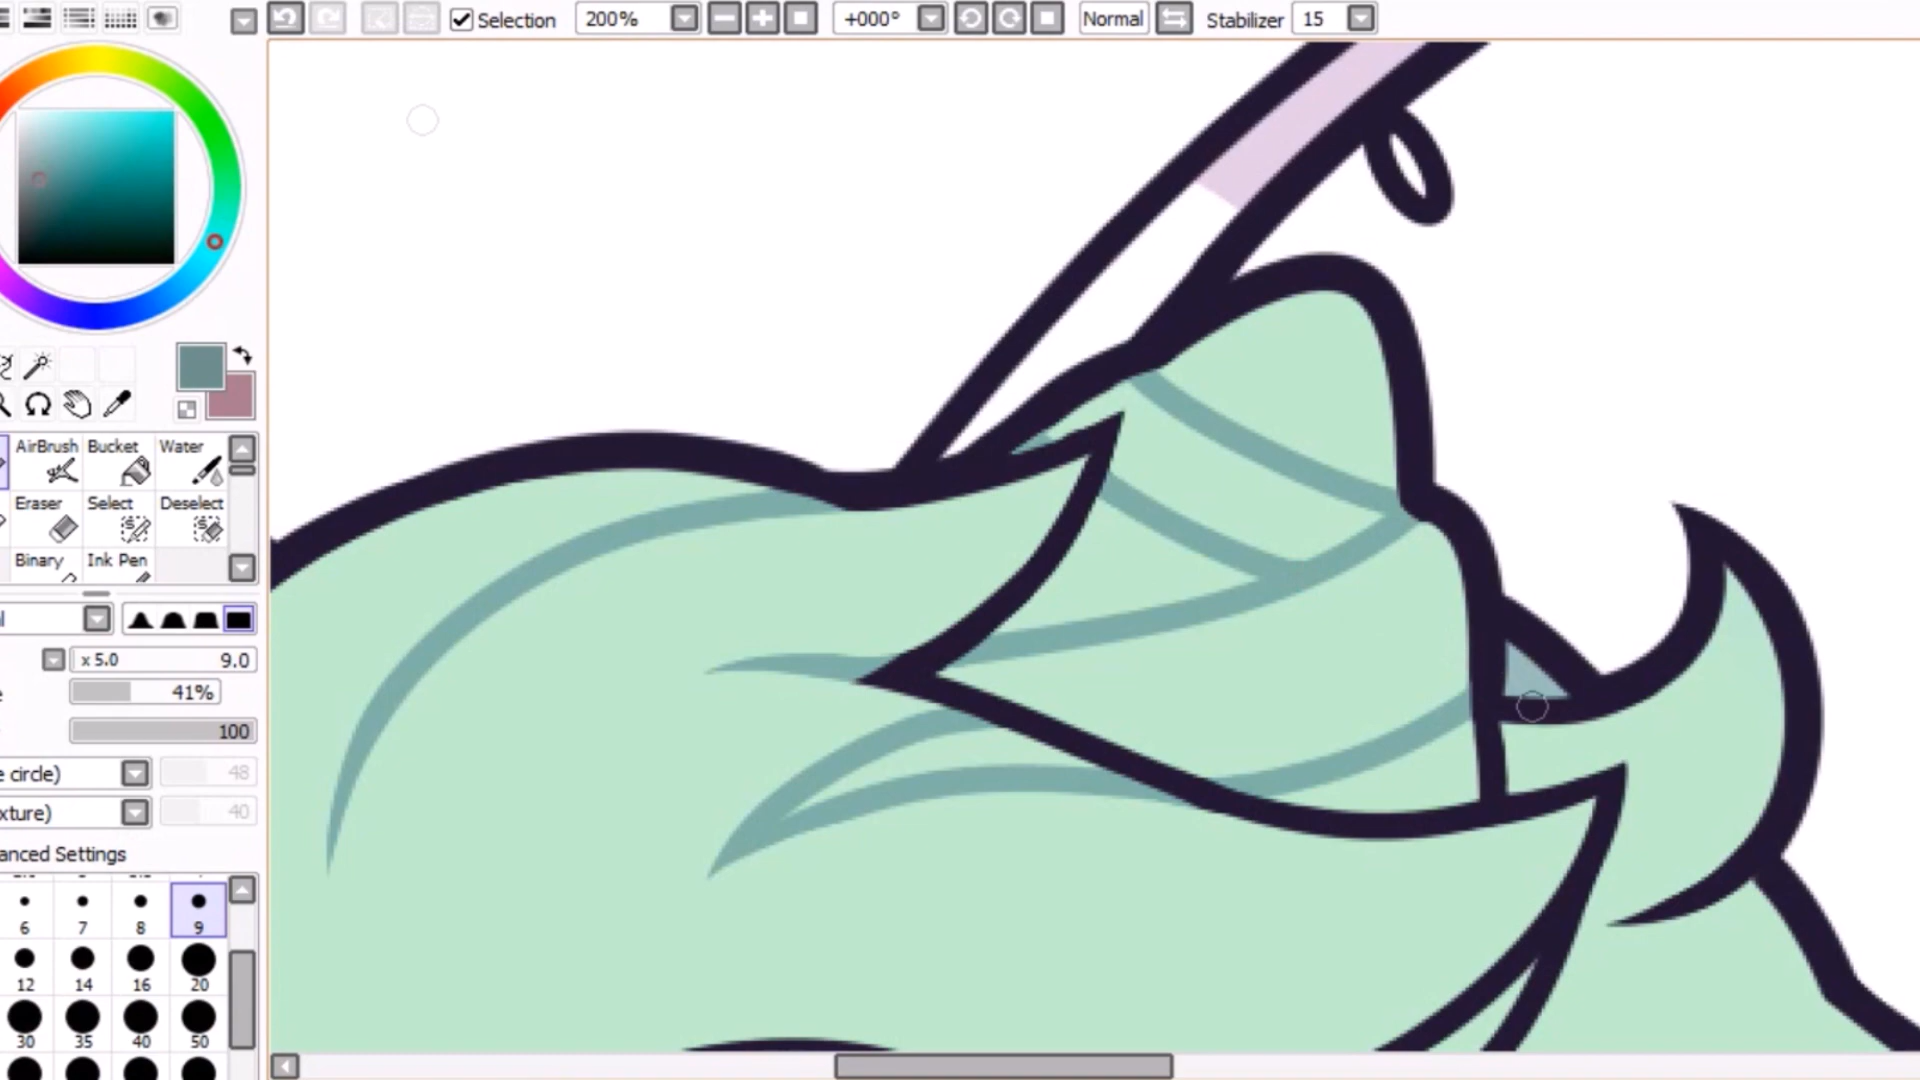 Selection 200% +000° Normal Stabilizer 15
AirBrush Bucket Water
Eraser Select Deselect
Binary Ink Pen
x 5.0 9.0
41%
100
e circle) 48
xture) 40
anced Settings
6 7 8 9
12 14 16 20
30 35 40 50